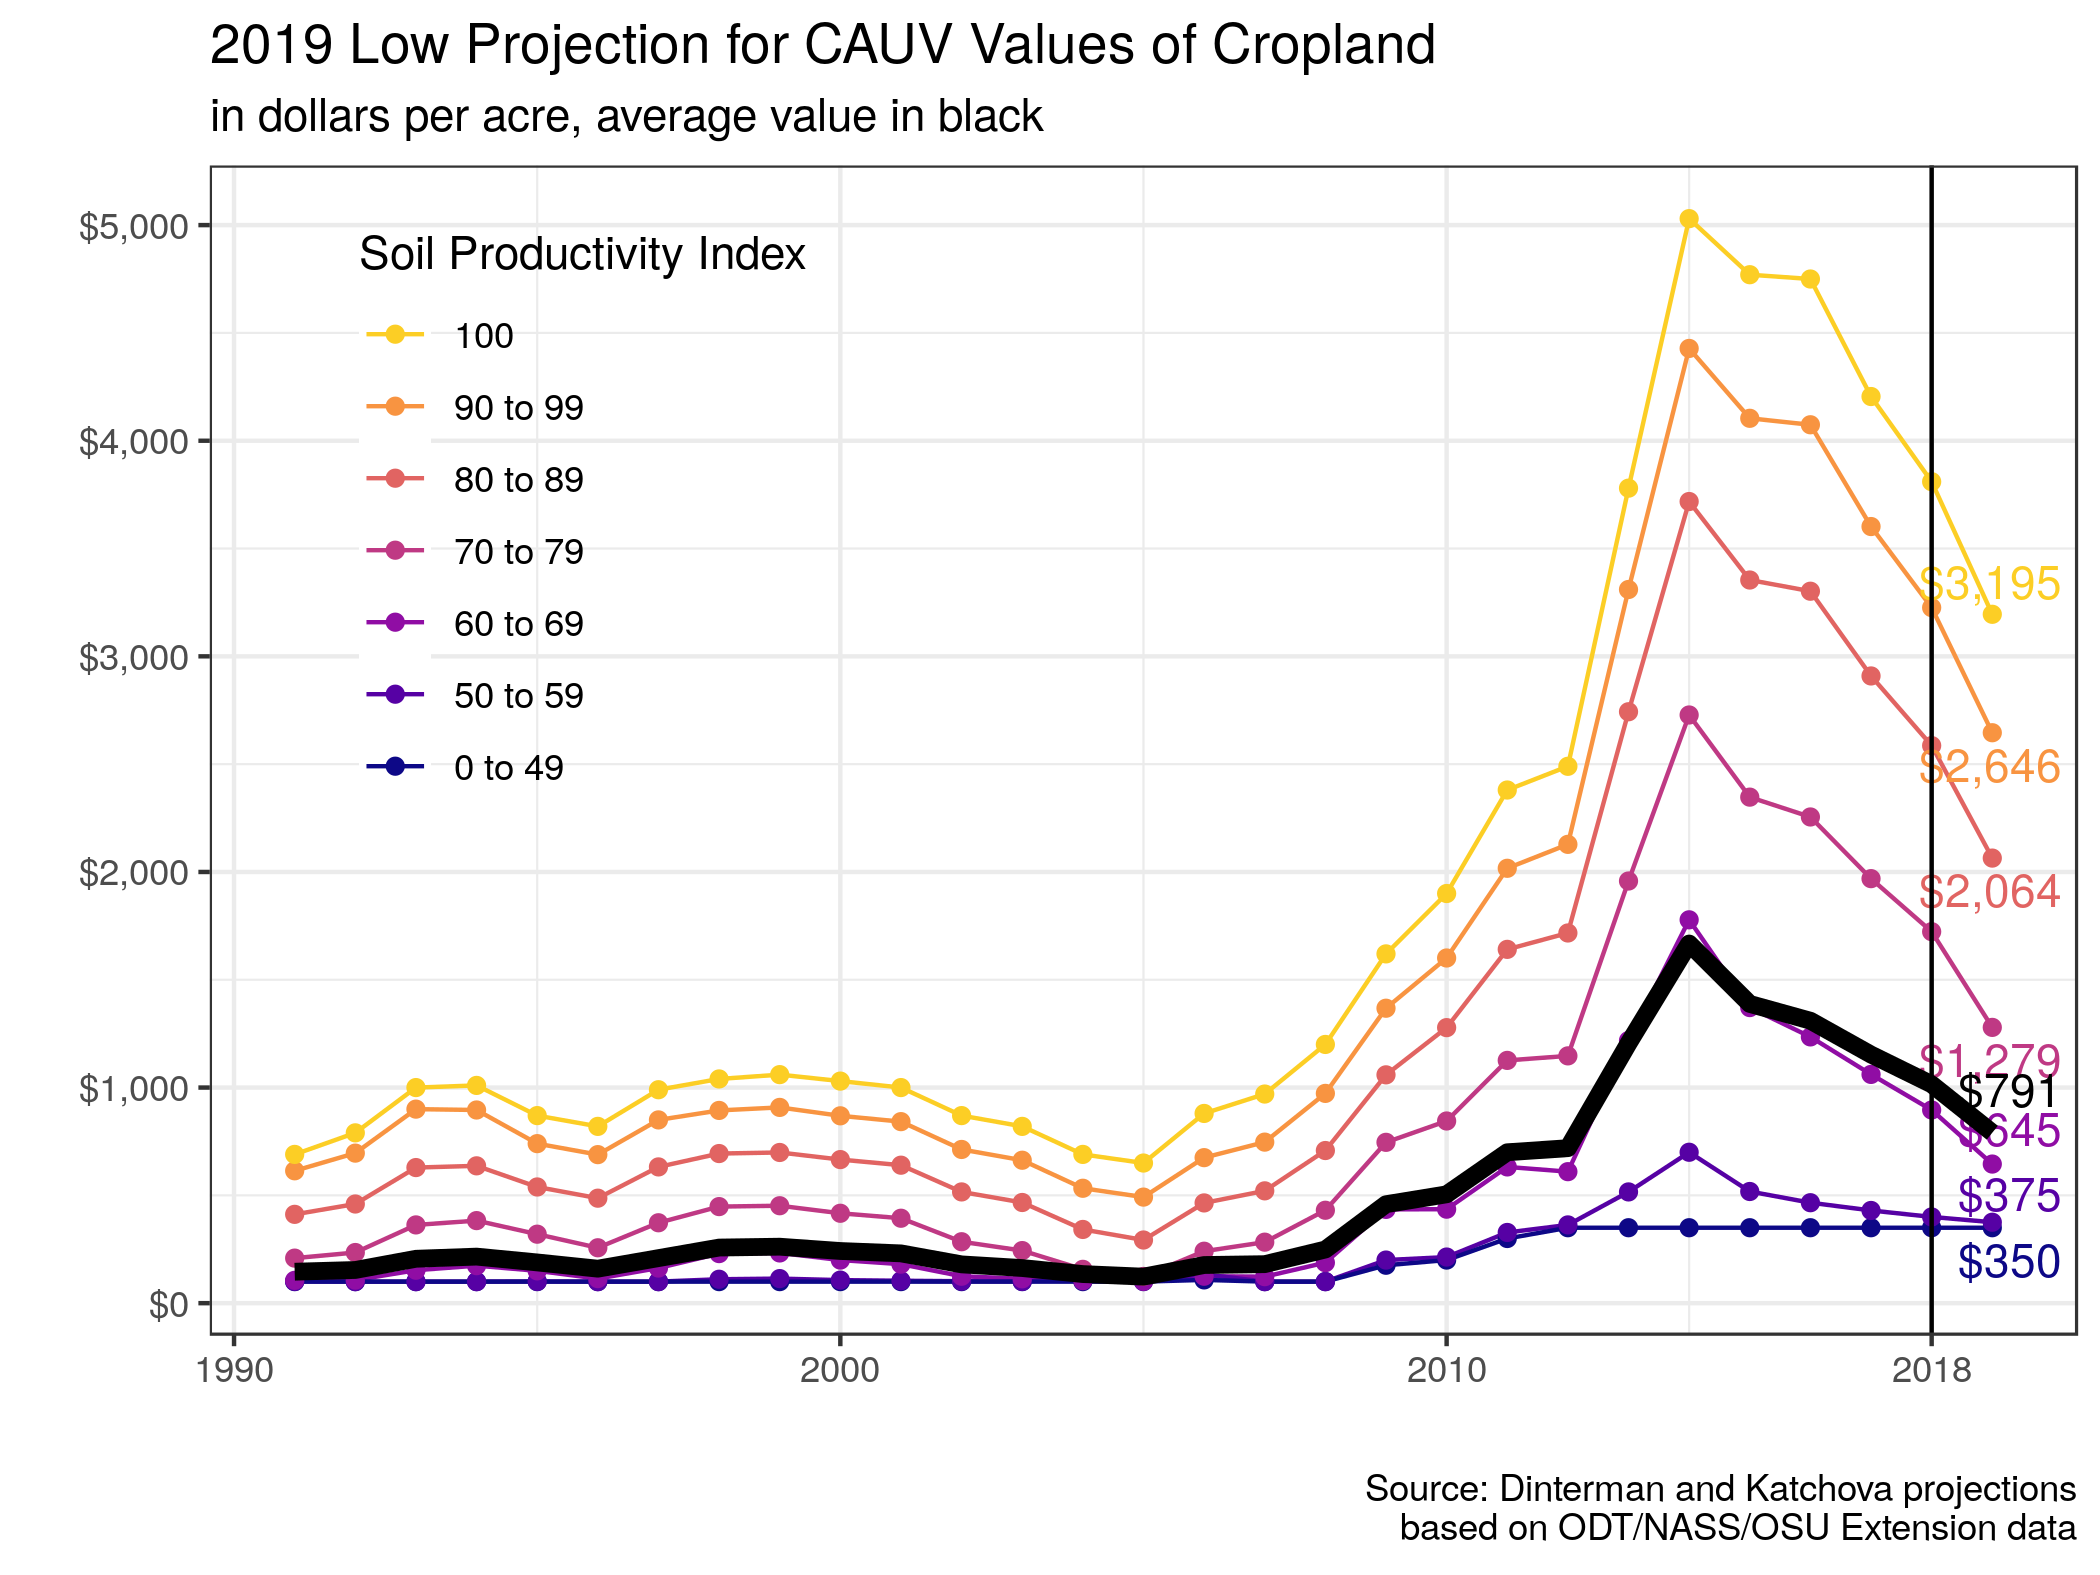 2019 Low Projection for CAUV Values of Cropland
in dollars per acre, average value in black
$5,000
$4,000
$3,000
$2,000
$1,000
$0
Soil Productivity Index
100
90 to 99
80 to 89
70 to 79
60 to 69
50 to 59
0 to 49
$3,195
$2,646
$2,064
$1,279
$791
$645
$375
$350
1990
2000
2010
2018
Source: Dinterman and Katchova projections
based on ODT/NASS/OSU Extension data